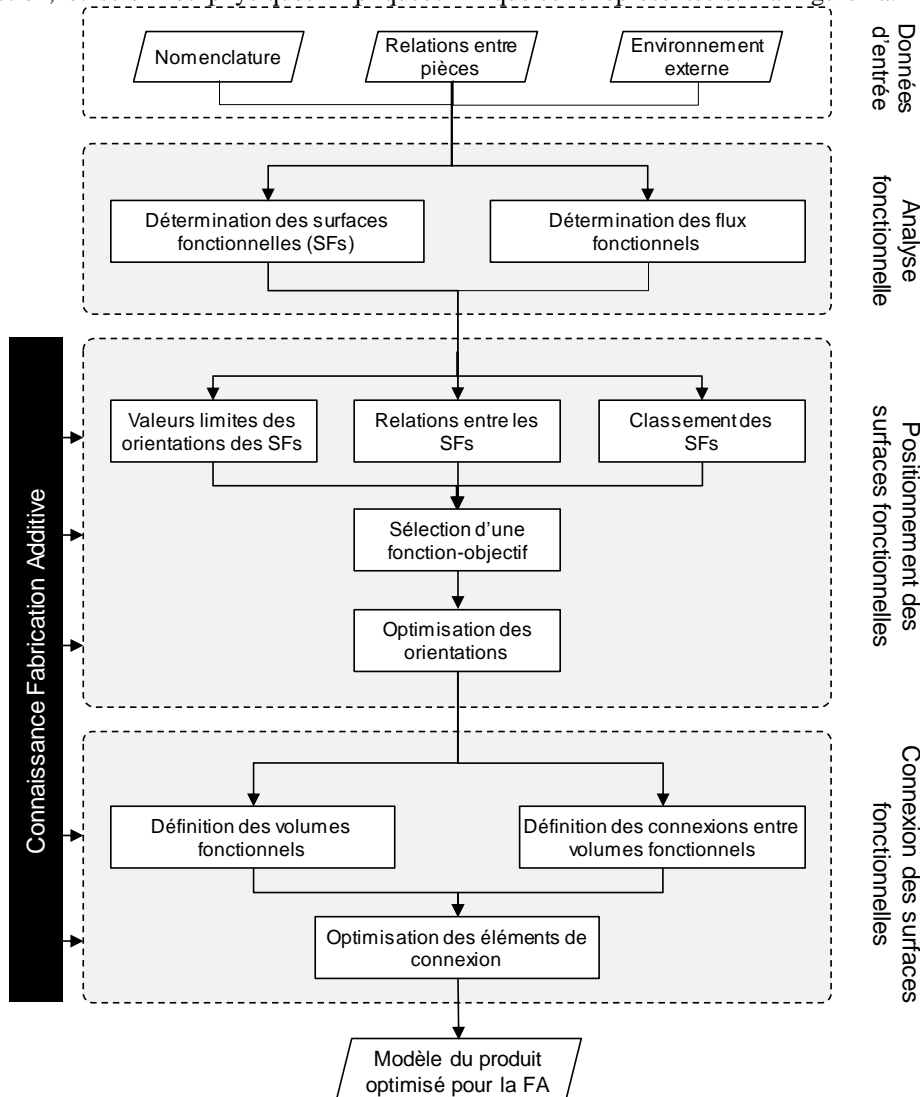 Nomenclature
Relations entre
pièces
Environnement
externe
Données
d'entrée
Détermination des surfaces
fonctionnelles (SFs)
Détermination des flux
fonctionnels
Analyse
fonctionnelle
Connaissance Fabrication Additive
Valeurs limites des
orientations des SFs
Relations entre les
SFs
Classement des
SFs
Sélection d'une
fonction-objectif
Optimisation des
orientations
Positionnement des
surfaces fonctionnelles
Définition des volumes
fonctionnels
Définition des connexions entre
volumes fonctionnels
Optimisation des éléments de
connexion
Connexion des surfaces
fonctionnelles
Modèle du produit
optimisé pour la FA